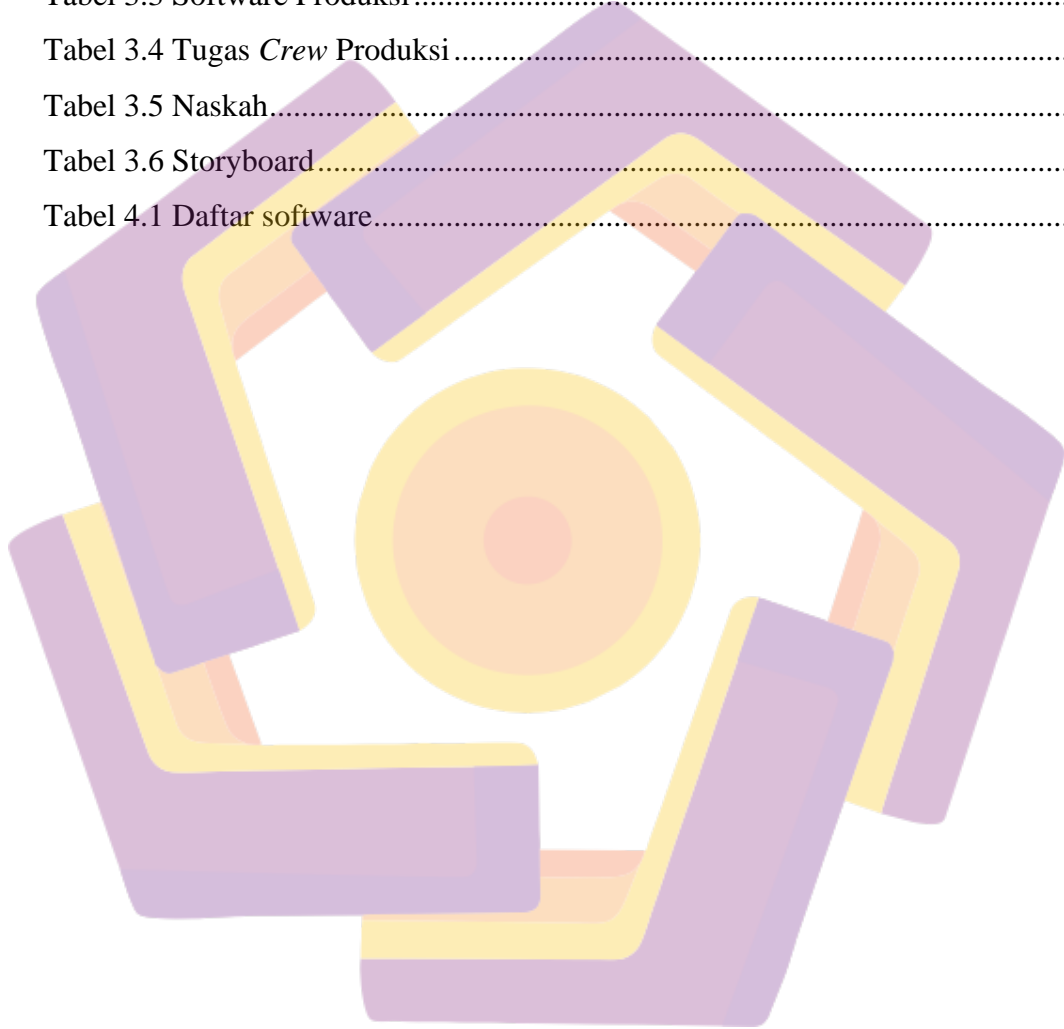 Tabel 3.3 Software Produksi....................................................................................
Tabel 3.4 Tugas Crew Produksi...............................................................................
Tabel 3.5 Naskah......................................................................................................
Tabel 3.6 Storyboard................................................................................................
Tabel 4.1 Daftar software.........................................................................................